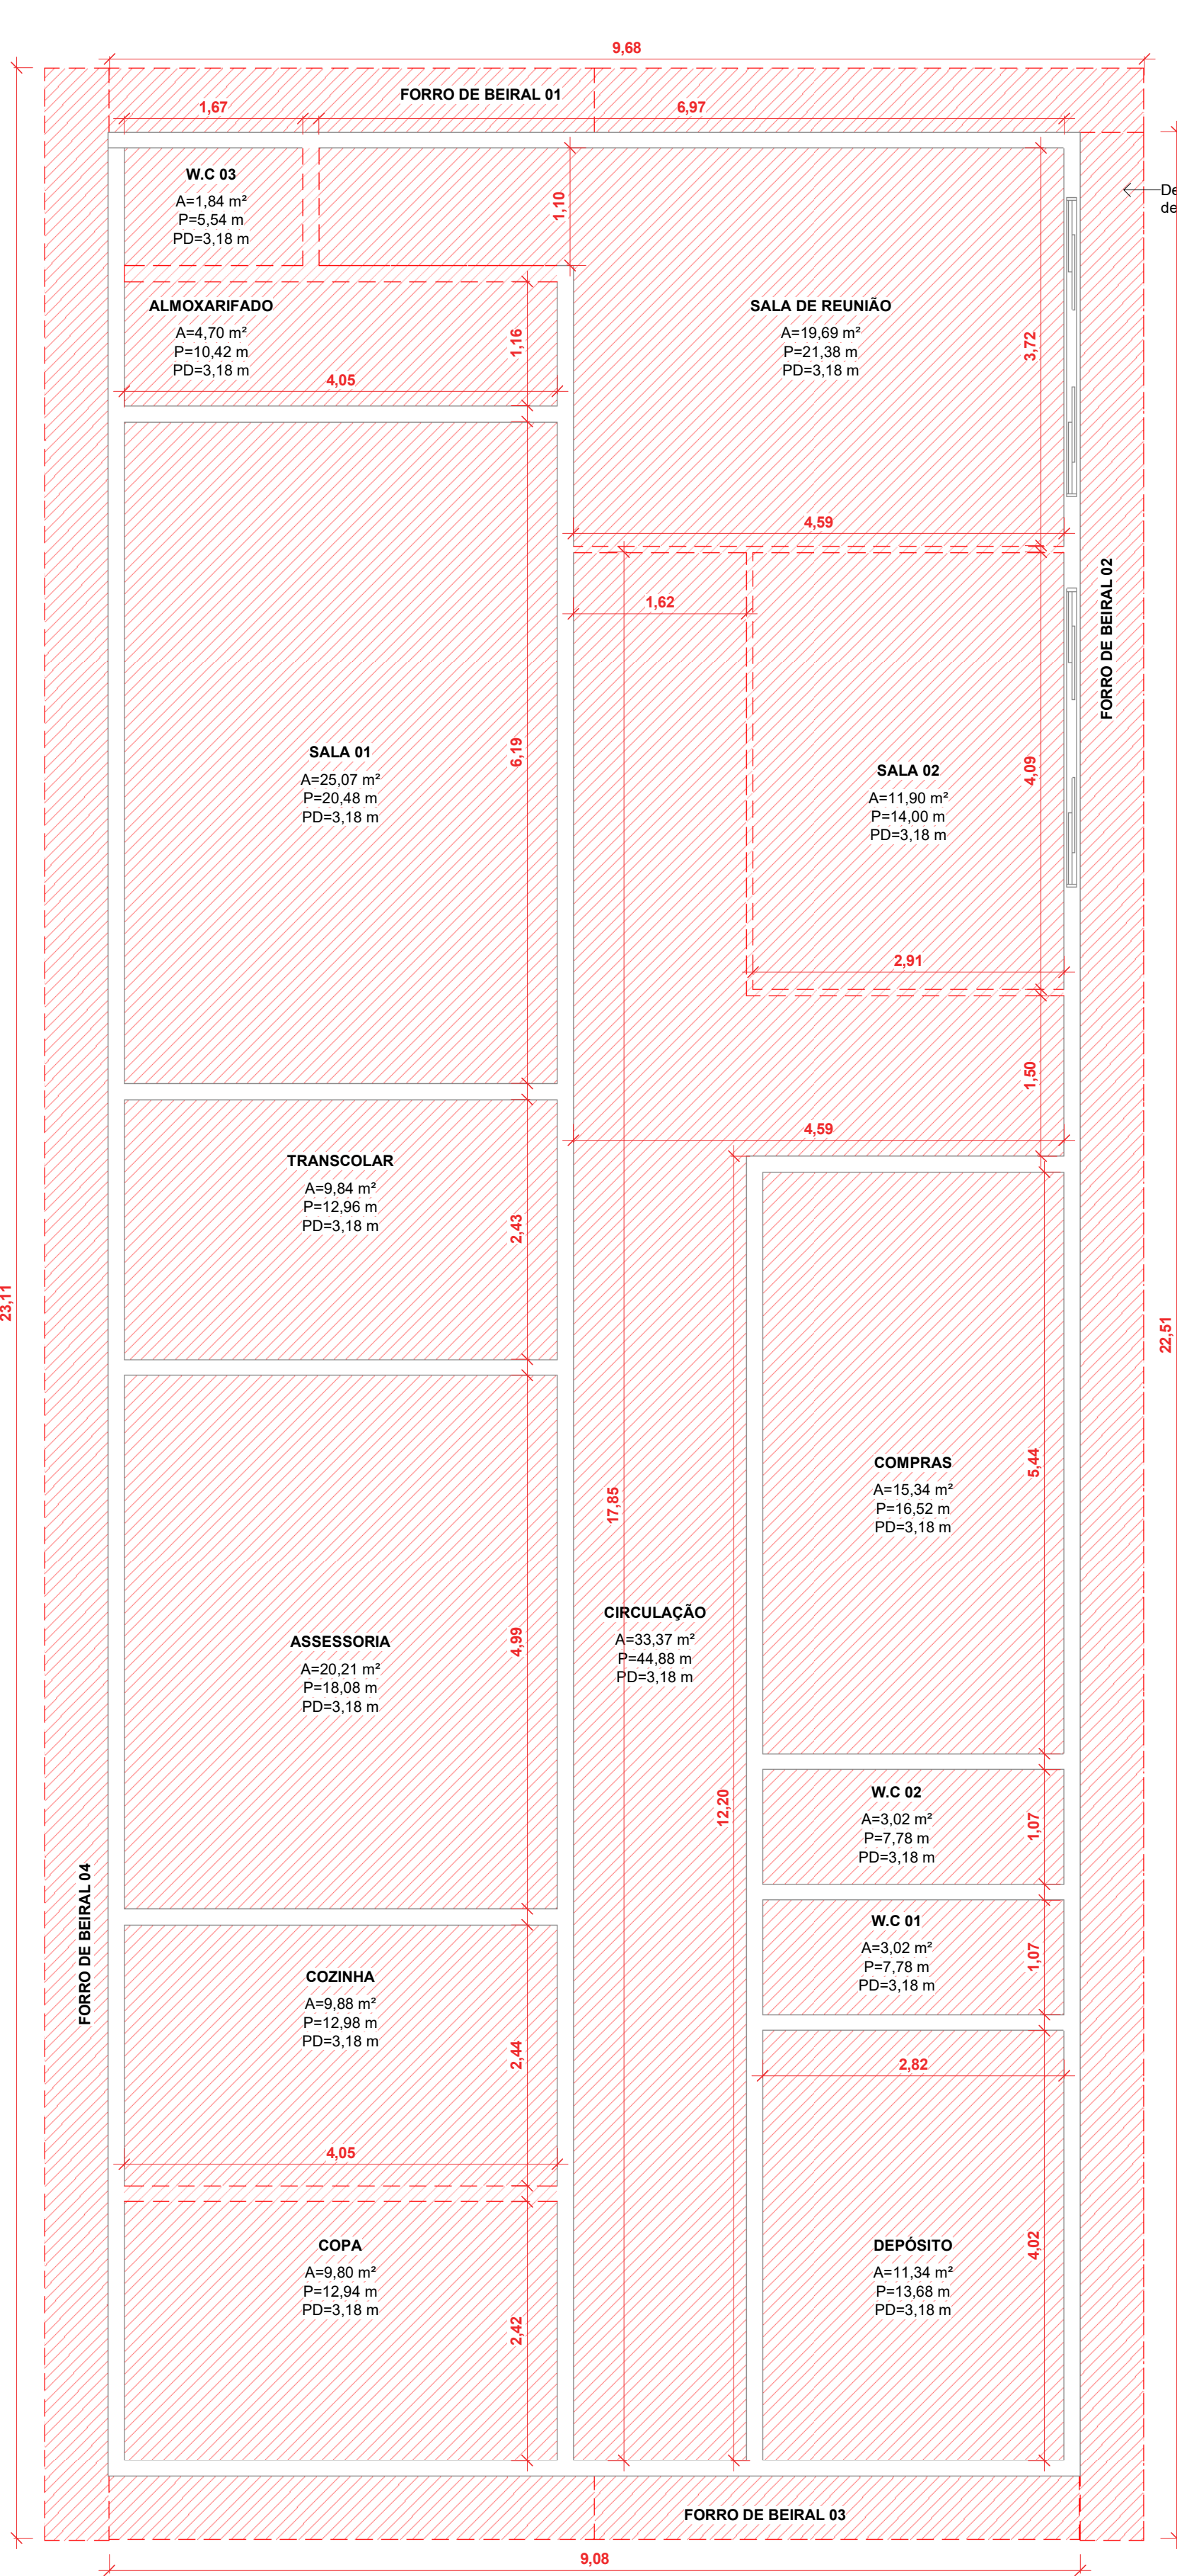 9,68
FORRO DE BEIRAL 01
1,67
6,97
W.C 03
A=1,84 m²
P=5,54 m
PD=3,18 m
1,10
De
de
ALMOXARIFADO
A=4,70 m²
P=10,42 m
PD=3,18 m
1,16
4,05
SALA DE REUNIÃO
A=19,69 m²
P=21,38 m
PD=3,18 m
3,72
4,59
1,62
FORRO DE BEIRAL 02
SALA 01
A=25,07 m²
P=20,48 m
PD=3,18 m
6,19
SALA 02
A=11,90 m²
P=14,00 m
PD=3,18 m
4,09
2,91
1,50
4,59
TRANSCOLAR
A=9,84 m²
P=12,96 m
PD=3,18 m
2,43
23,11
22,51
COMPRAS
A=15,34 m²
P=16,52 m
PD=3,18 m
5,44
17,85
CIRCULAÇÃO
A=33,37 m²
P=44,88 m
PD=3,18 m
ASSESSORIA
A=20,21 m²
P=18,08 m
PD=3,18 m
4,99
12,20
W.C 02
A=3,02 m²
P=7,78 m
PD=3,18 m
1,07
FORRO DE BEIRAL 04
W.C 01
A=3,02 m²
P=7,78 m
PD=3,18 m
1,07
COZINHA
A=9,88 m²
P=12,98 m
PD=3,18 m
2,44
2,82
4,05
COPA
A=9,80 m²
P=12,94 m
PD=3,18 m
2,42
DEPÓSITO
A=11,34 m²
P=13,68 m
PD=3,18 m
4,02
FORRO DE BEIRAL 03
9,08